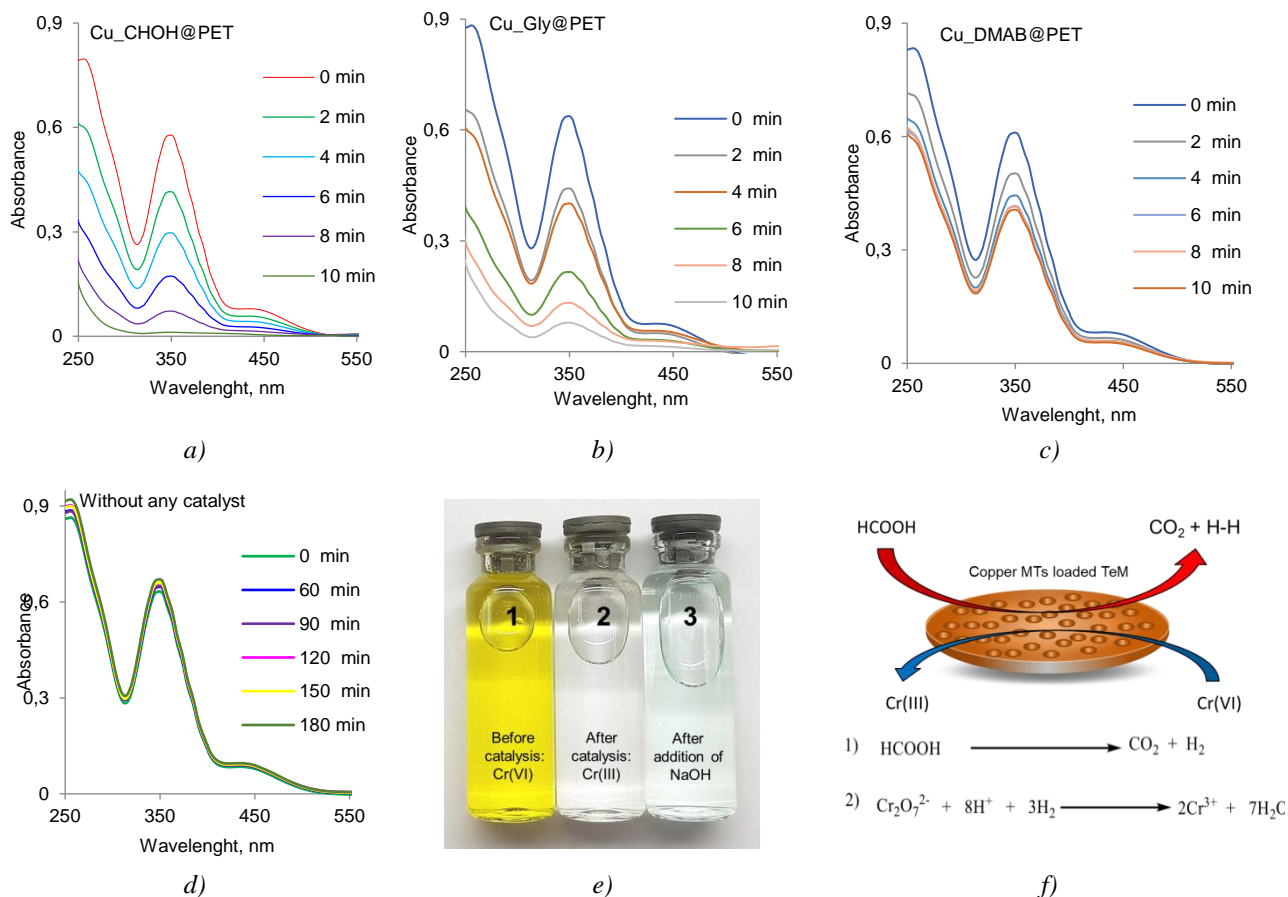 Cu_CHOH@PET
0,9
0,6
0,3
0
Absorbance
0 min
2 min
4 min
6 min
8 min
10 min
250
350
450
550
Wavelenght, nm
a)
Cu_Gly@PET
0,9
0,6
0,3
0
Absorbance
0 min
2 min
4 min
6 min
8 min
10 min
250
350
450
550
Wavelenght, nm
b)
Cu_DMAB@PET
0,9
0,6
0,3
0
Absorbance
0 min
2 min
4 min
6 min
8 min
10 min
250
350
450
550
Wavelenght, nm
c)
Without any catalyst
0,9
0,6
0,3
0
Absorbance
0 min
60 min
90 min
120 min
150 min
180 min
250
350
450
550
Wavelenght, nm
d)
1
Before
catalysis:
Cr(VI)
2
After
catalysis:
Cr(III)
3
After
addition of
NaOH
e)
HCOOH
CO₂ + H-H
Copper MTs loaded TeM
Cr(III)
Cr(VI)
1) HCOOH → CO₂ + H₂
2) Cr₂O₇²⁻ + 8H⁺ + 3H₂ → 2Cr³⁺ + 7H₂O
f)